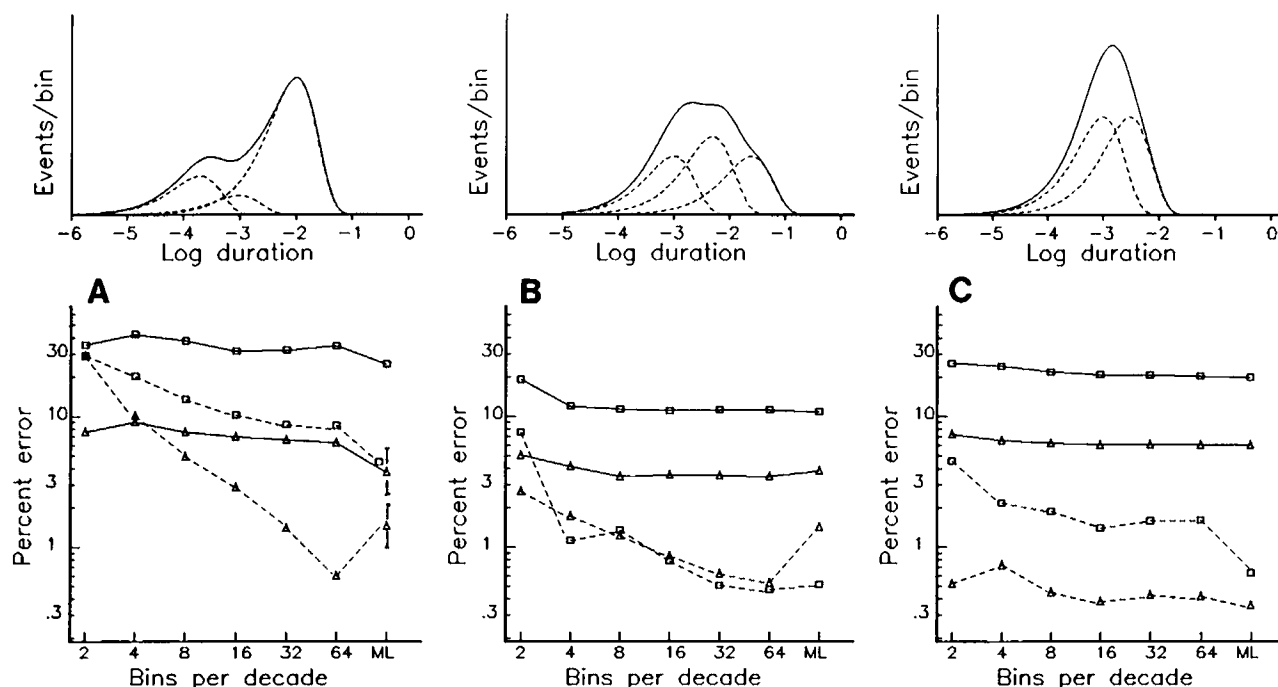 Events/bin
-6 -5 -4 -3 -2 -1 0
Log duration
Events/bin
-6 -5 -4 -3 -2 -1 0
Log duration
Events/bin
-6 -5 -4 -3 -2 -1 0
Log duration
A
Percent error
30
10
3
1
.3
2 4 8 16 32 64 ML
Bins per decade
B
Percent error
30
10
3
1
.3
2 4 8 16 32 64 ML
Bins per decade
C
Percent error
30
10
3
1
.3
2 4 8 16 32 64 ML
Bins per decade